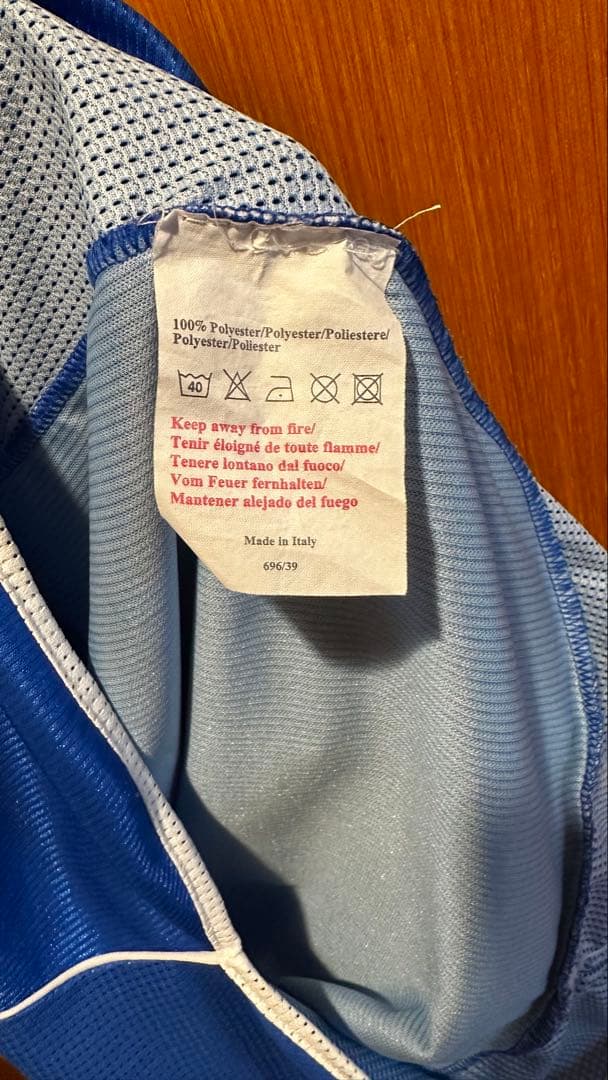 100% Polyester/Polyester/Poliestere/
Polyester/Poliester
40
Keep away from fire/
Tenir éloigné de toute flamme/
Tenere lontano dal fuoco/
Vom Feuer fernhalten/
Mantener alejado del fuego
Made in Italy
696/39